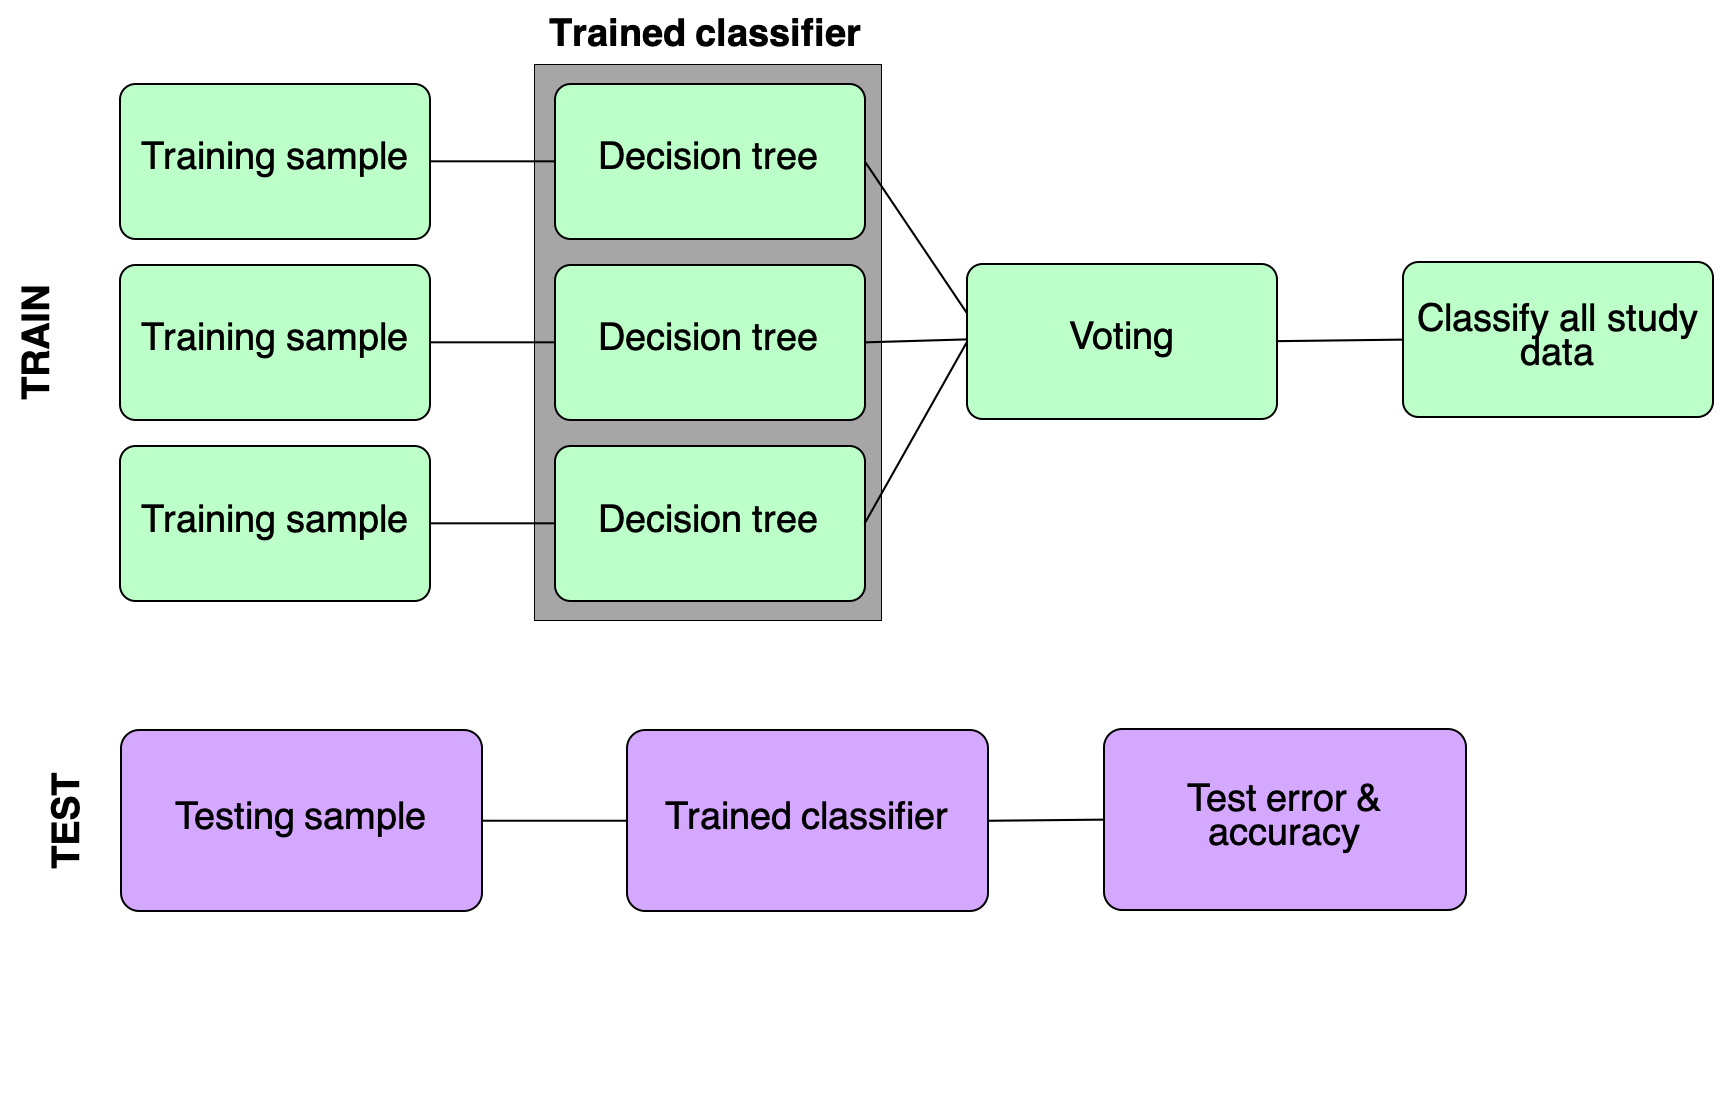 Trained classifier
TRAIN
Training sample
Decision tree
Training sample
Decision tree
Voting
Classify all study
data
Training sample
Decision tree
TEST
Testing sample
Trained classifier
Test error &
accuracy